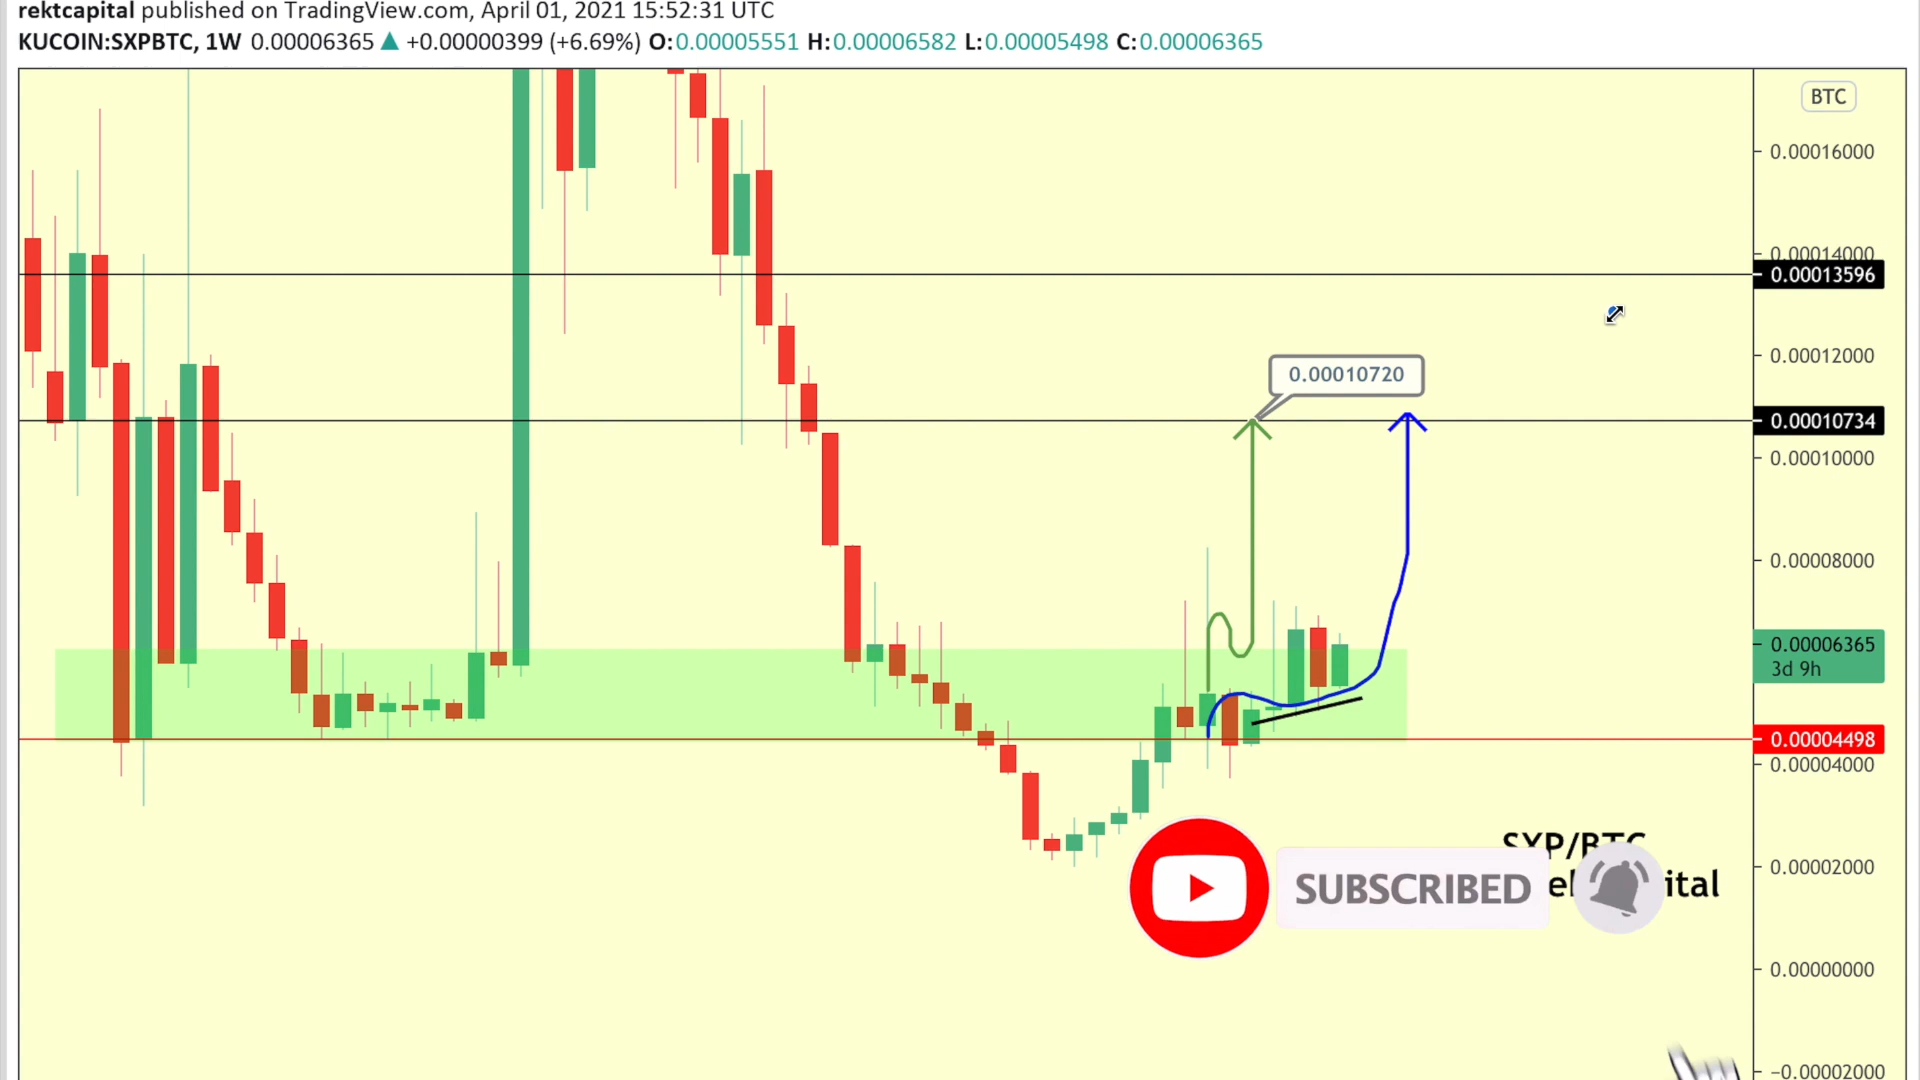 rektcapital published on TradingView.com, April 01, 2021 15:52:31 UTC
KUCOIN:SXPBTC, 1W 0.00006365 ▲ +0.00000399 (+6.69%) O:0.00005551 H:0.00006582 L:0.00005498 C:0.00006365
BTC
0.00016000
0.00014000
0.00013596
0.00012000
0.00010720
0.00010734
0.00010000
0.00008000
0.00006365
3d 9h
0.00004498
0.00004000
SXP/BTC
0.00002000
SUBSCRIBED
ital
0.00000000
−0.00002000